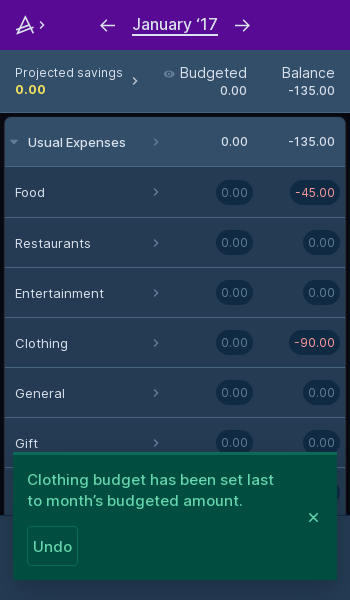 January ‘17
Projected savings
0.00
Budgeted
0.00
Balance
-135.00
Usual Expenses 0.00 -135.00
Food 0.00 -45.00
Restaurants 0.00 0.00
Entertainment 0.00 0.00
Clothing 0.00 -90.00
General 0.00 0.00
Gift 0.00 0.00
Clothing budget has been set last
to month’s budgeted amount.
Undo